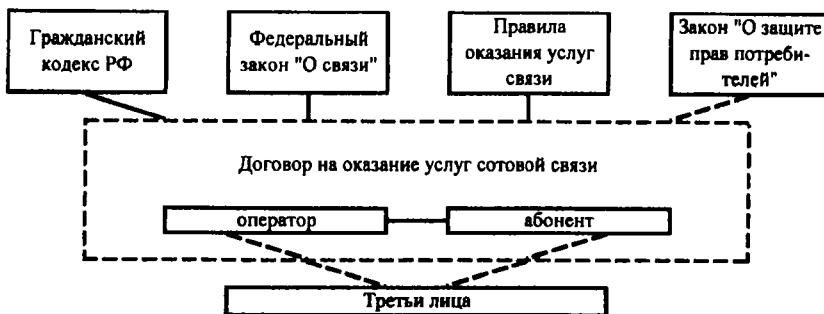 Гражданский
кодекс РФ
Федеральный
закон "О связи"
Правила
оказания услуг
связи
Закон "О защите
прав потреби-
телей"
Договор на оказание услуг сотовой связи
оператор
абонент
Третьи лица